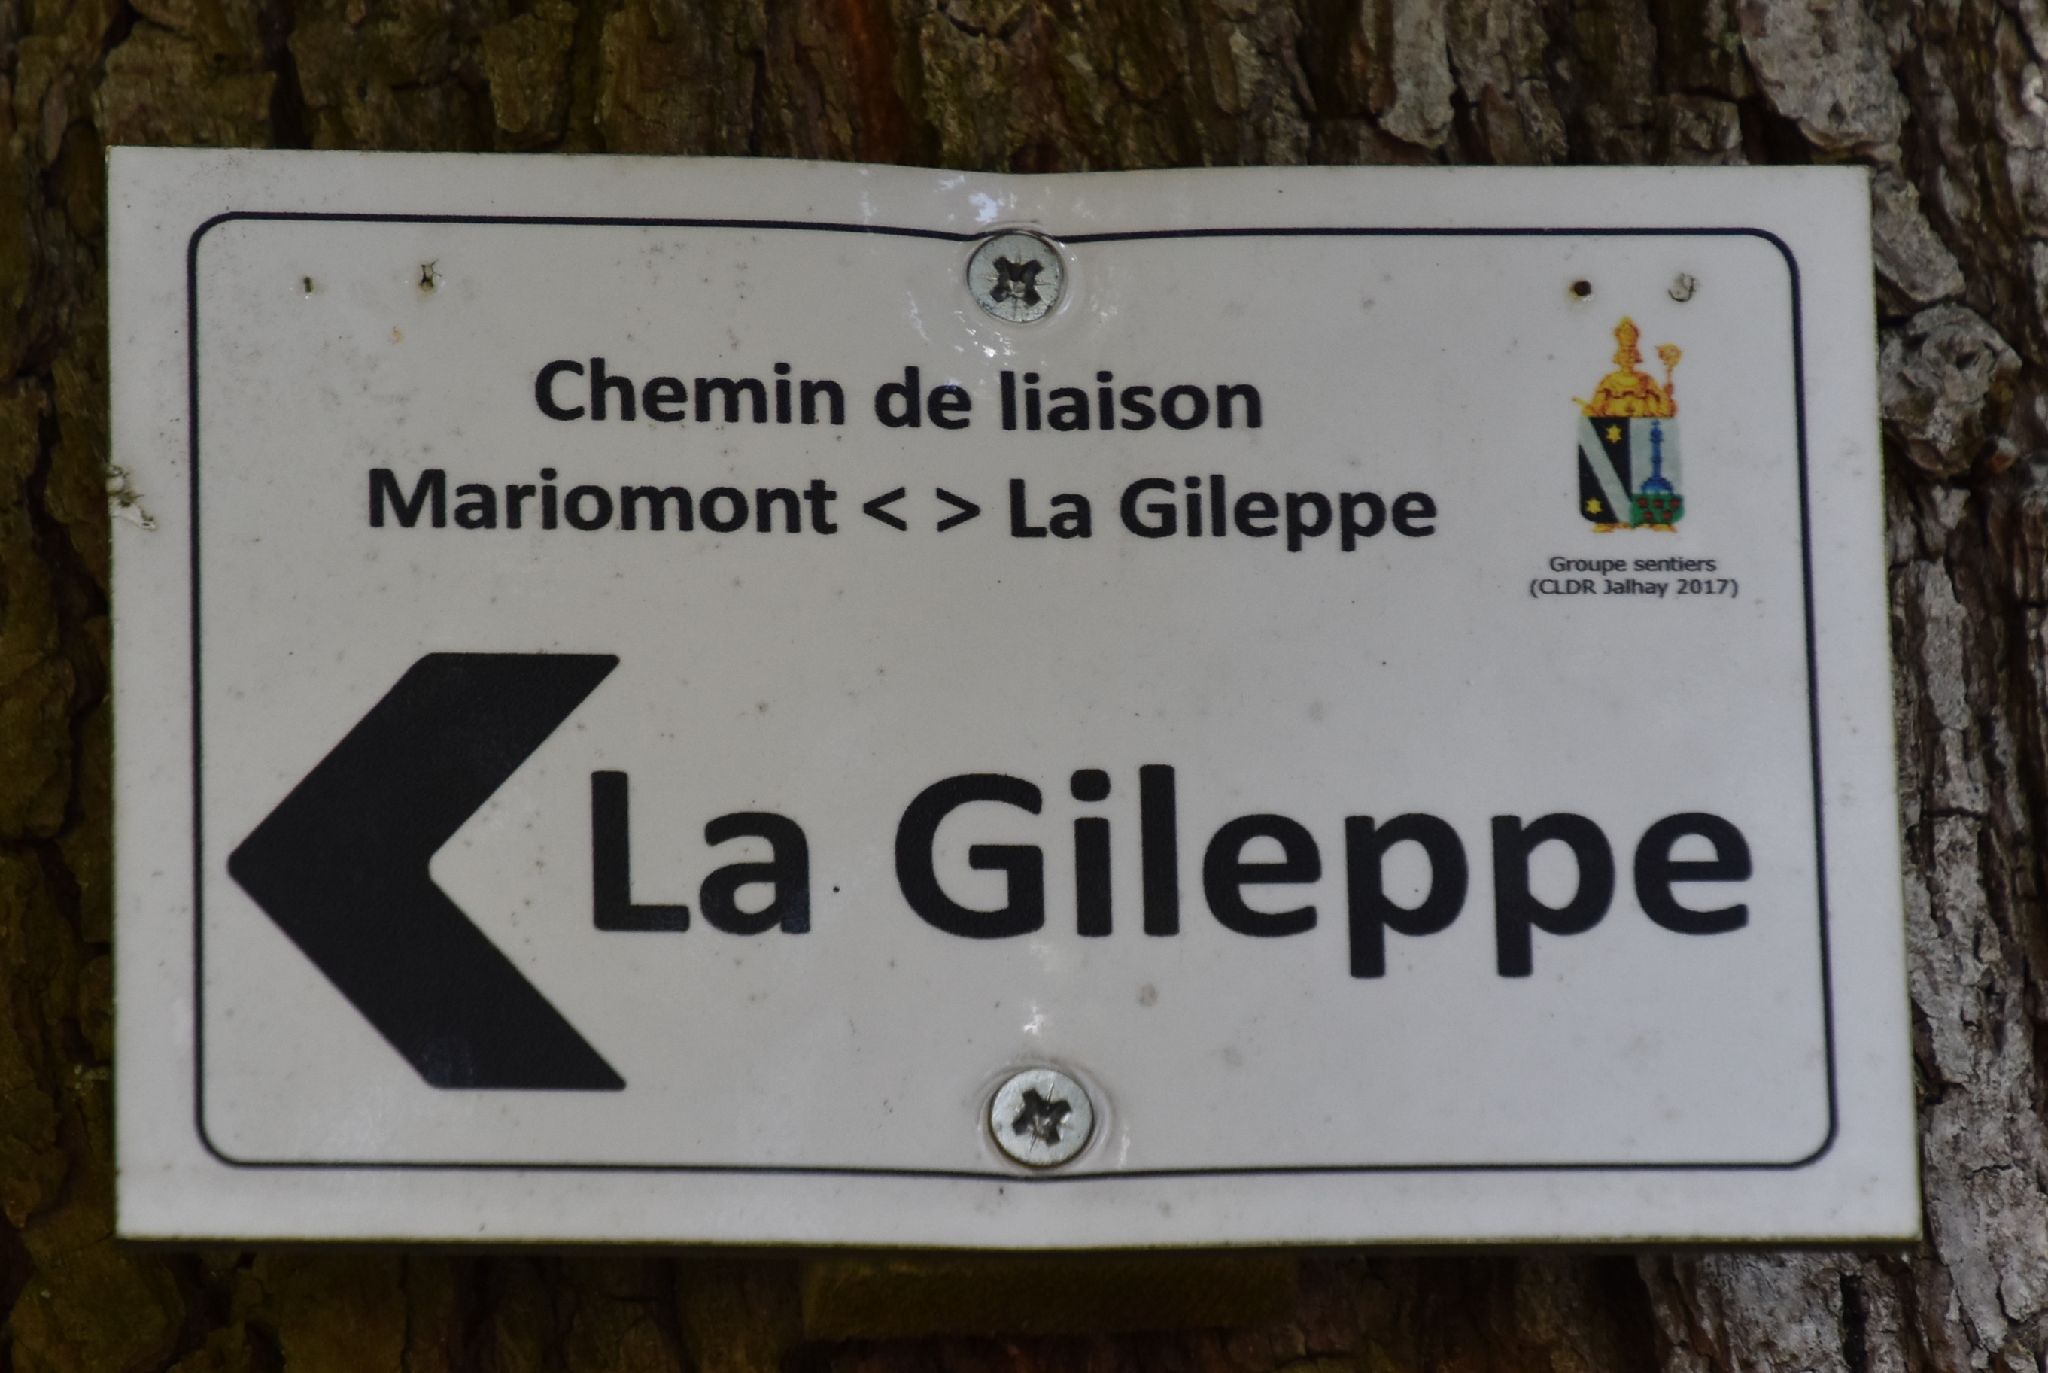 Chemin de liaison
Mariomont < > La Gileppe
Groupe sentiers
(CLDR Jalhay 2017)
La Gileppe